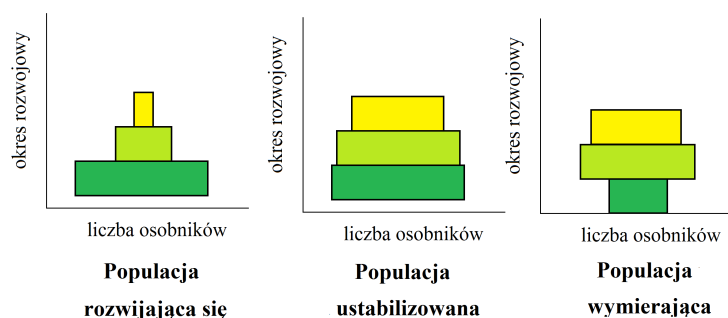 okres rozwojowy
liczba osobników
Populacja
rozwijająca się
okres rozwojowy
liczba osobników
Populacja
ustabilizowana
okres rozwojowy
liczba osobników
Populacja
wymierająca